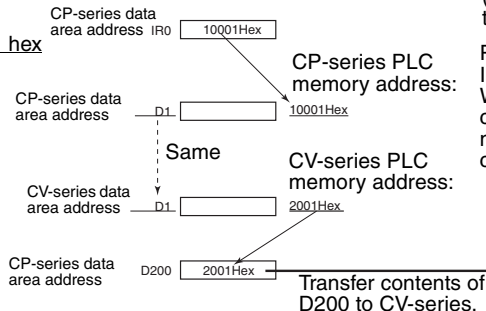 CP-series data
area address IR0 10001Hex
hex
CP-series PLC
memory address:
CP-series data
area address D1 10001Hex
Same
CV-series PLC
memory address:
CV-series data
area address D1 2001Hex
CP-series data
area address D200 2001Hex
Transfer contents of
D200 to CV-series.